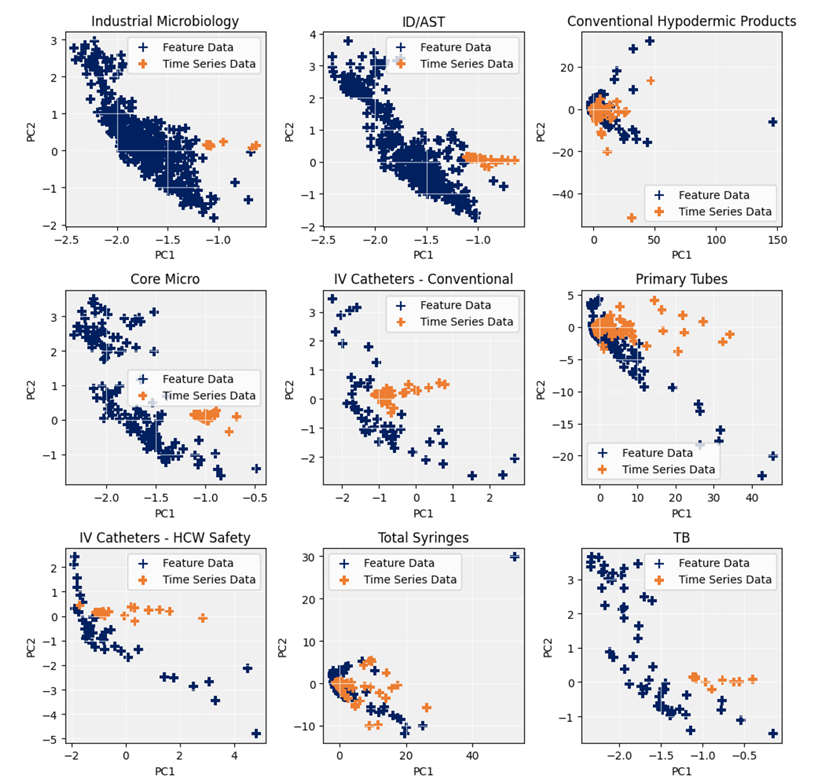 Industrial Microbiology
3
2
1
0
−1
−2
−2.5
−2.0
−1.5
−1.0
PC2
PC1
Feature Data
Time Series Data
ID/AST
4
3
2
1
0
−1
−2
−2.5
−2.0
−1.5
−1.0
PC2
PC1
Feature Data
Time Series Data
Conventional Hypodermic Products
20
0
−20
−40
0
50
100
150
PC2
PC1
Feature Data
Time Series Data
Core Micro
3
2
1
0
−1
−2.0
−1.5
−1.0
−0.5
PC2
PC1
Feature Data
Time Series Data
IV Catheters - Conventional
3
2
1
0
−1
−2
−2
−1
0
1
2
PC2
PC1
Feature Data
Time Series Data
Primary Tubes
5
0
−5
−10
−15
−20
0
10
20
30
40
PC2
PC1
Feature Data
Time Series Data
IV Catheters - HCW Safety
2
1
0
−1
−2
−3
−4
−5
−2
0
2
4
PC2
PC1
Feature Data
Time Series Data
Total Syringes
30
20
10
0
−10
0
20
40
PC2
PC1
Feature Data
Time Series Data
TB
3
2
1
0
−1
−2.0
−1.5
−1.0
−0.5
PC2
PC1
Feature Data
Time Series Data